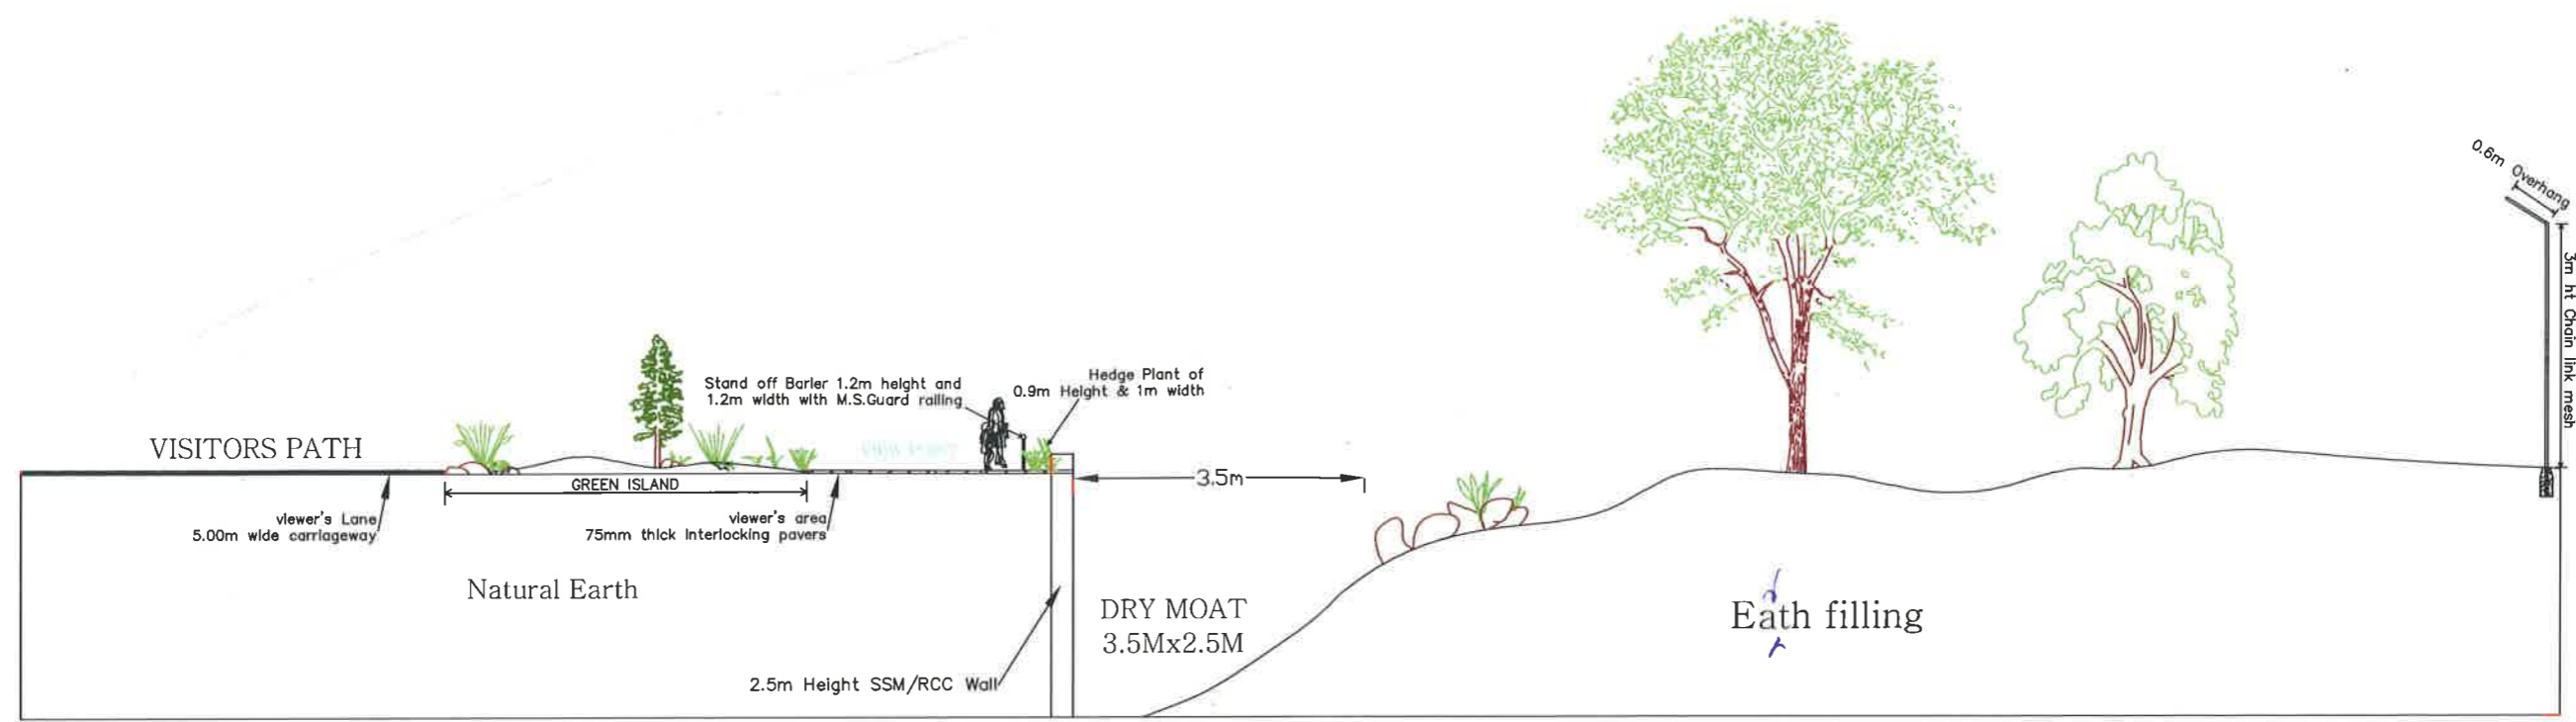 0.6m Overhang
3m ht Chain link mesh
Stand off Barier 1.2m height and
1.2m width with M.S.Guard railing
Hedge Plant of
0.9m Height & 1m width
VISITORS PATH
GREEN ISLAND
3.5m
viewer's Lane
5.00m wide carriageway
viewer's area
75mm thick Interlocking pavers
Natural Earth
DRY MOAT
3.5Mx2.5M
Eath filling
r
2.5m Height SSM/RCC Wall